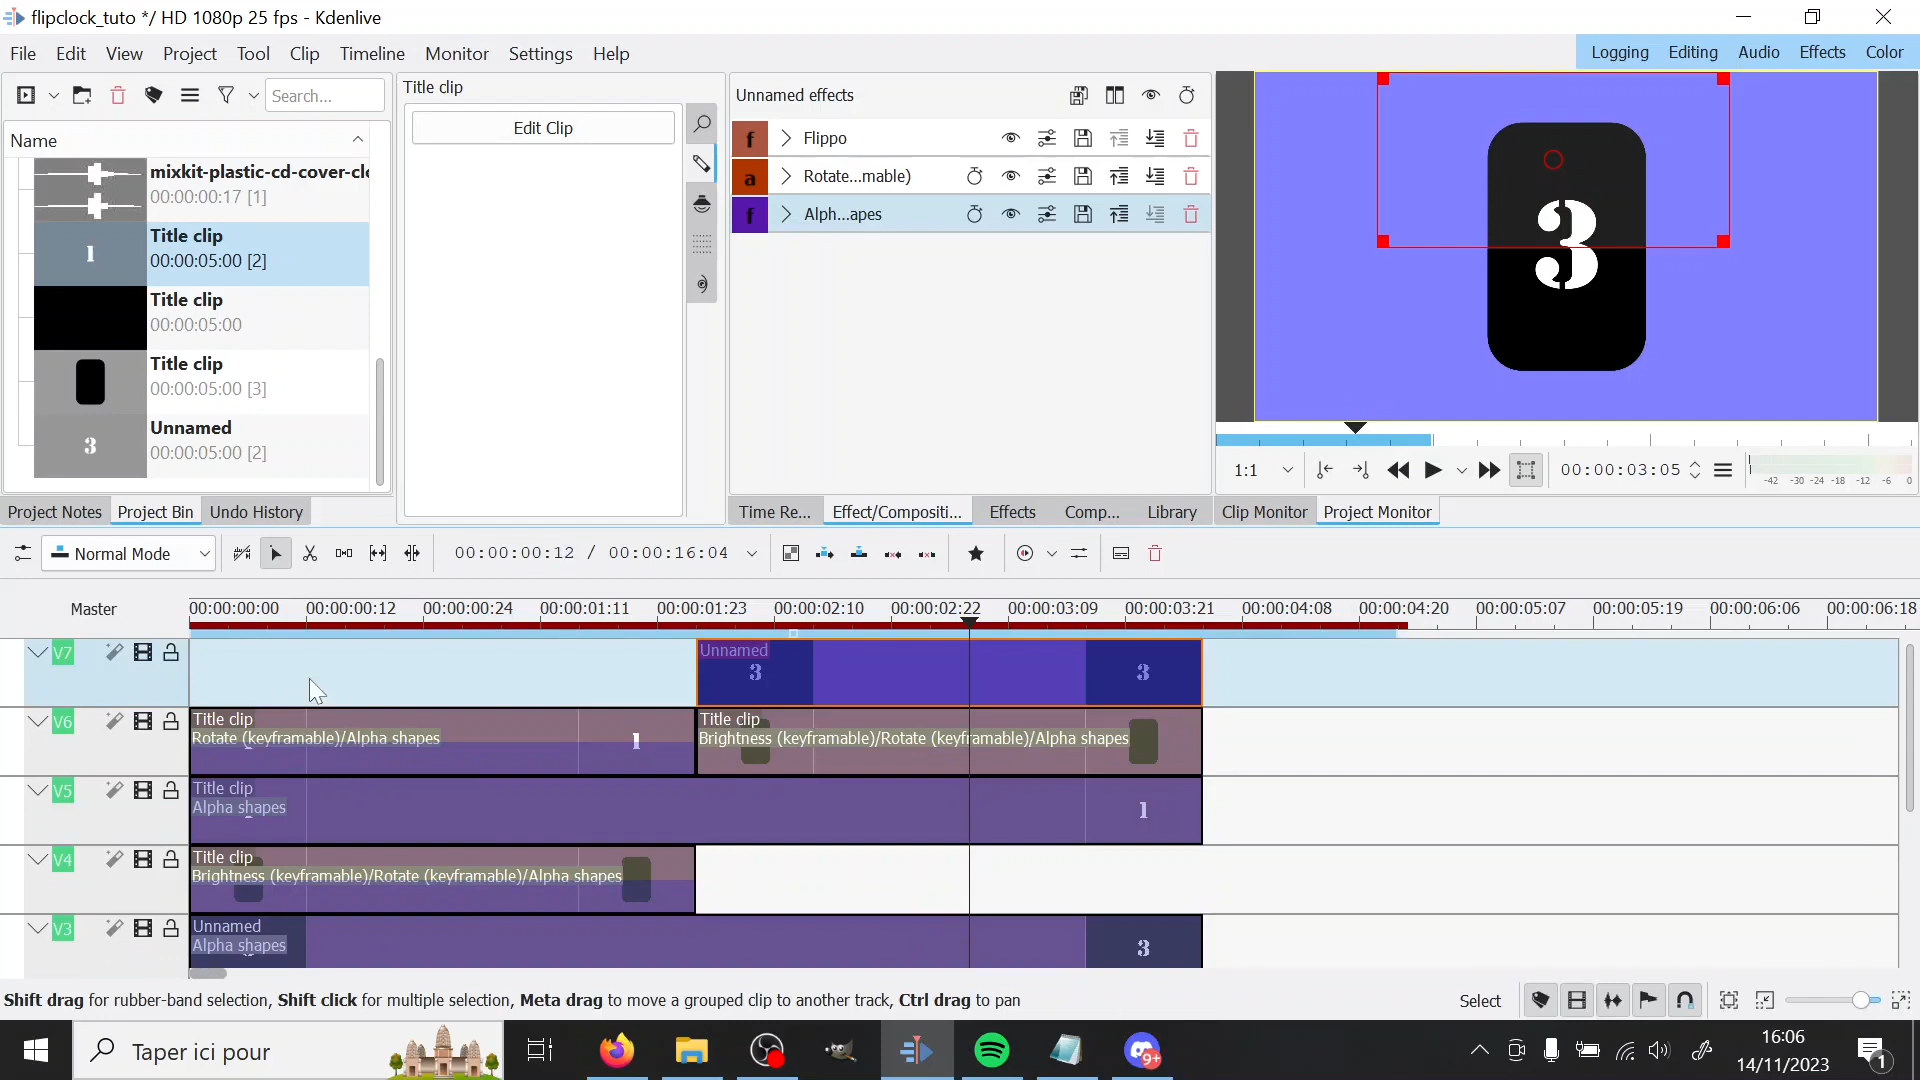 flipclock_tuto */ HD 1080p 25 fps - Kdenlive
File Edit View Project Tool Clip Timeline Monitor Settings Help
Logging Editing Audio Effects Color
Search...
Name
mixkit-plastic-cd-cover-clo
00:00:00:17 [1]
1
Title clip
00:00:05:00 [2]
Title clip
00:00:05:00
Title clip
00:00:05:00 [3]
3
Unnamed
00:00:05:00 [2]
Project Notes Project Bin Undo History
Title clip
Edit Clip
Unnamed effects
f Flippo
a Rotate...mable)
f Alph...apes
Time Re... Effect/Compositi... Effects Comp... Library
3
1:1
00:00:03:05
-42 -30 -24 -18 -12 -6 0
Clip Monitor Project Monitor
Normal Mode
00:00:00:12 / 00:00:16:04
Master
00:00:00:00 00:00:00:12 00:00:00:24 00:00:01:11 00:00:01:23 00:00:02:10 00:00:02:22 00:00:03:09 00:00:03:21 00:00:04:08 00:00:04:20 00:00:05:07 00:00:05:19 00:00:06:06 00:00:06:18
V7
Unnamed
3 3
V6
Title clip
Rotate (keyframable)/Alpha shapes
1
Title clip
Brightness (keyframable)/Rotate (keyframable)/Alpha shapes
V5
Title clip
Alpha shapes
1
V4
Title clip
Brightness (keyframable)/Rotate (keyframable)/Alpha shapes
V3
Unnamed
Alpha shapes
3
Shift drag for rubber-band selection, Shift click for multiple selection, Meta drag to move a grouped clip to another track, Ctrl drag to pan
Select
Taper ici pour
9+
16:06
14/11/2023
1